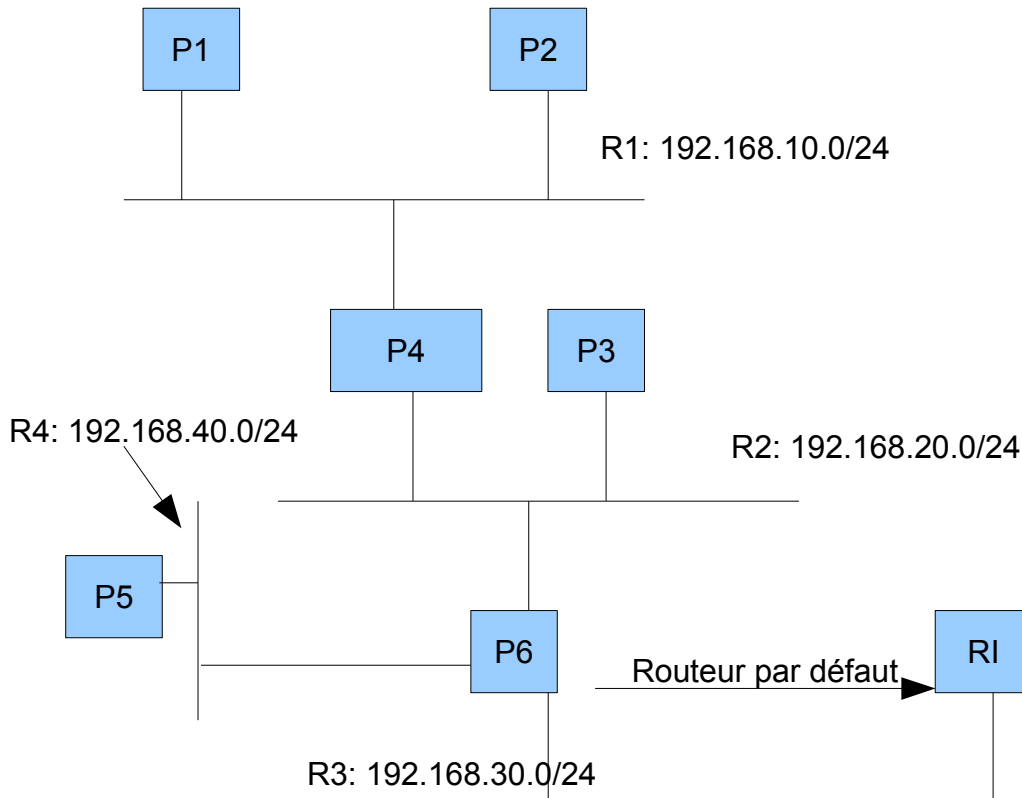 P1
P2
R1: 192.168.10.0/24
P4
P3
R4: 192.168.40.0/24
R2: 192.168.20.0/24
P5
P6
Routeur par défaut
RI
R3: 192.168.30.0/24